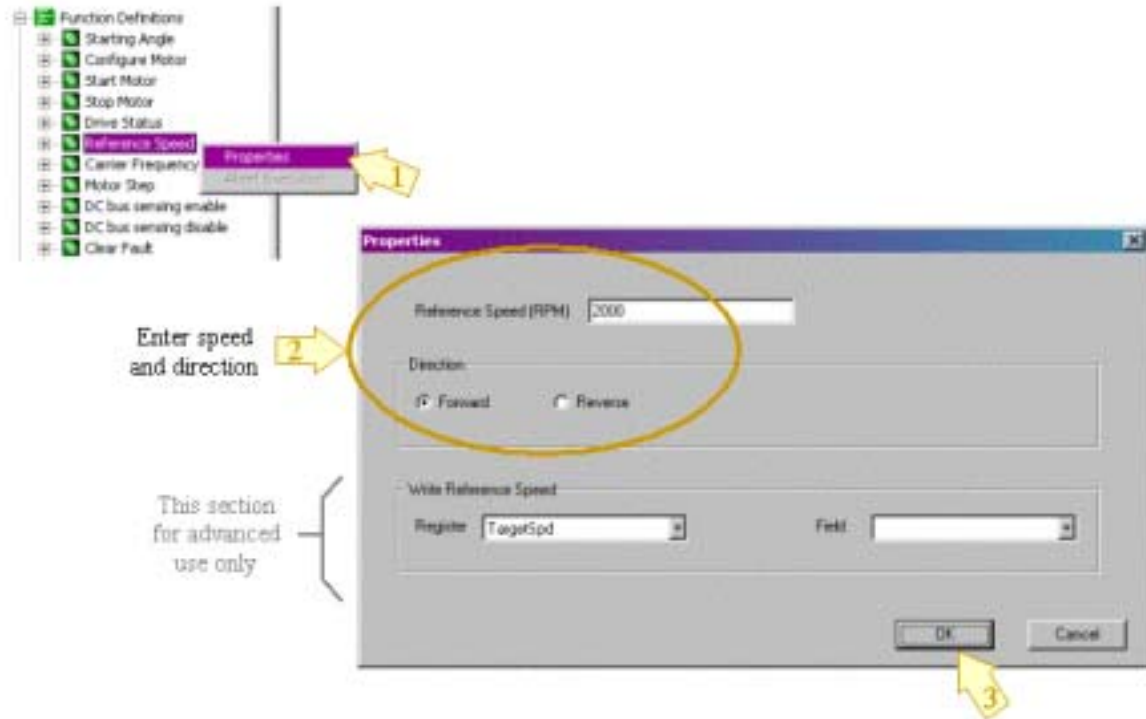 Function Definitions
Starting Angle
Configure Motor
Start Motor
Stop Motor
Drive Status
Reference Speed
Carrier Frequency
Motor Step
DC bus sensing enable
DC bus sensing disable
Clear Fault
Properties
1
Properties
Reference Speed (RPM) 2000
Enter speed
and direction
2
Direction
Forward Reverse
This section
for advanced
use only
Write Reference Speed
Register TargetSpd Field
OK Cancel
3